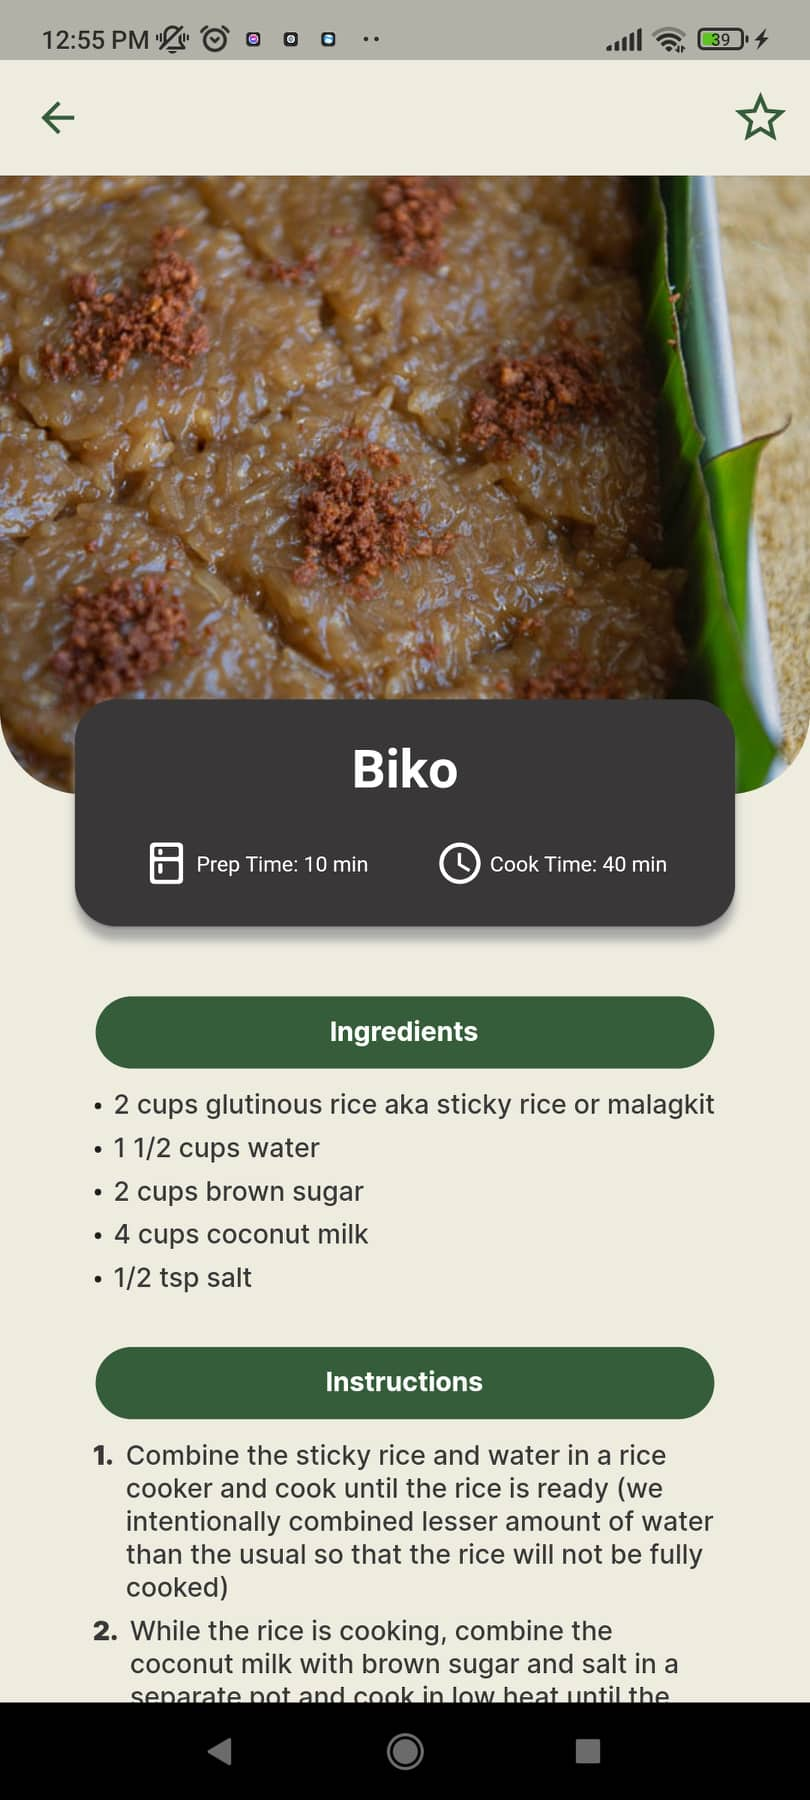 12:55 PM
39
Biko
Prep Time: 10 min
Cook Time: 40 min
Ingredients
• 2 cups glutinous rice aka sticky rice or malagkit
• 1 1/2 cups water
• 2 cups brown sugar
• 4 cups coconut milk
• 1/2 tsp salt
Instructions
1. Combine the sticky rice and water in a rice
cooker and cook until the rice is ready (we
intentionally combined lesser amount of water
than the usual so that the rice will not be fully
cooked)
2. While the rice is cooking, combine the
coconut milk with brown sugar and salt in a
separate pot and cook in low heat until the